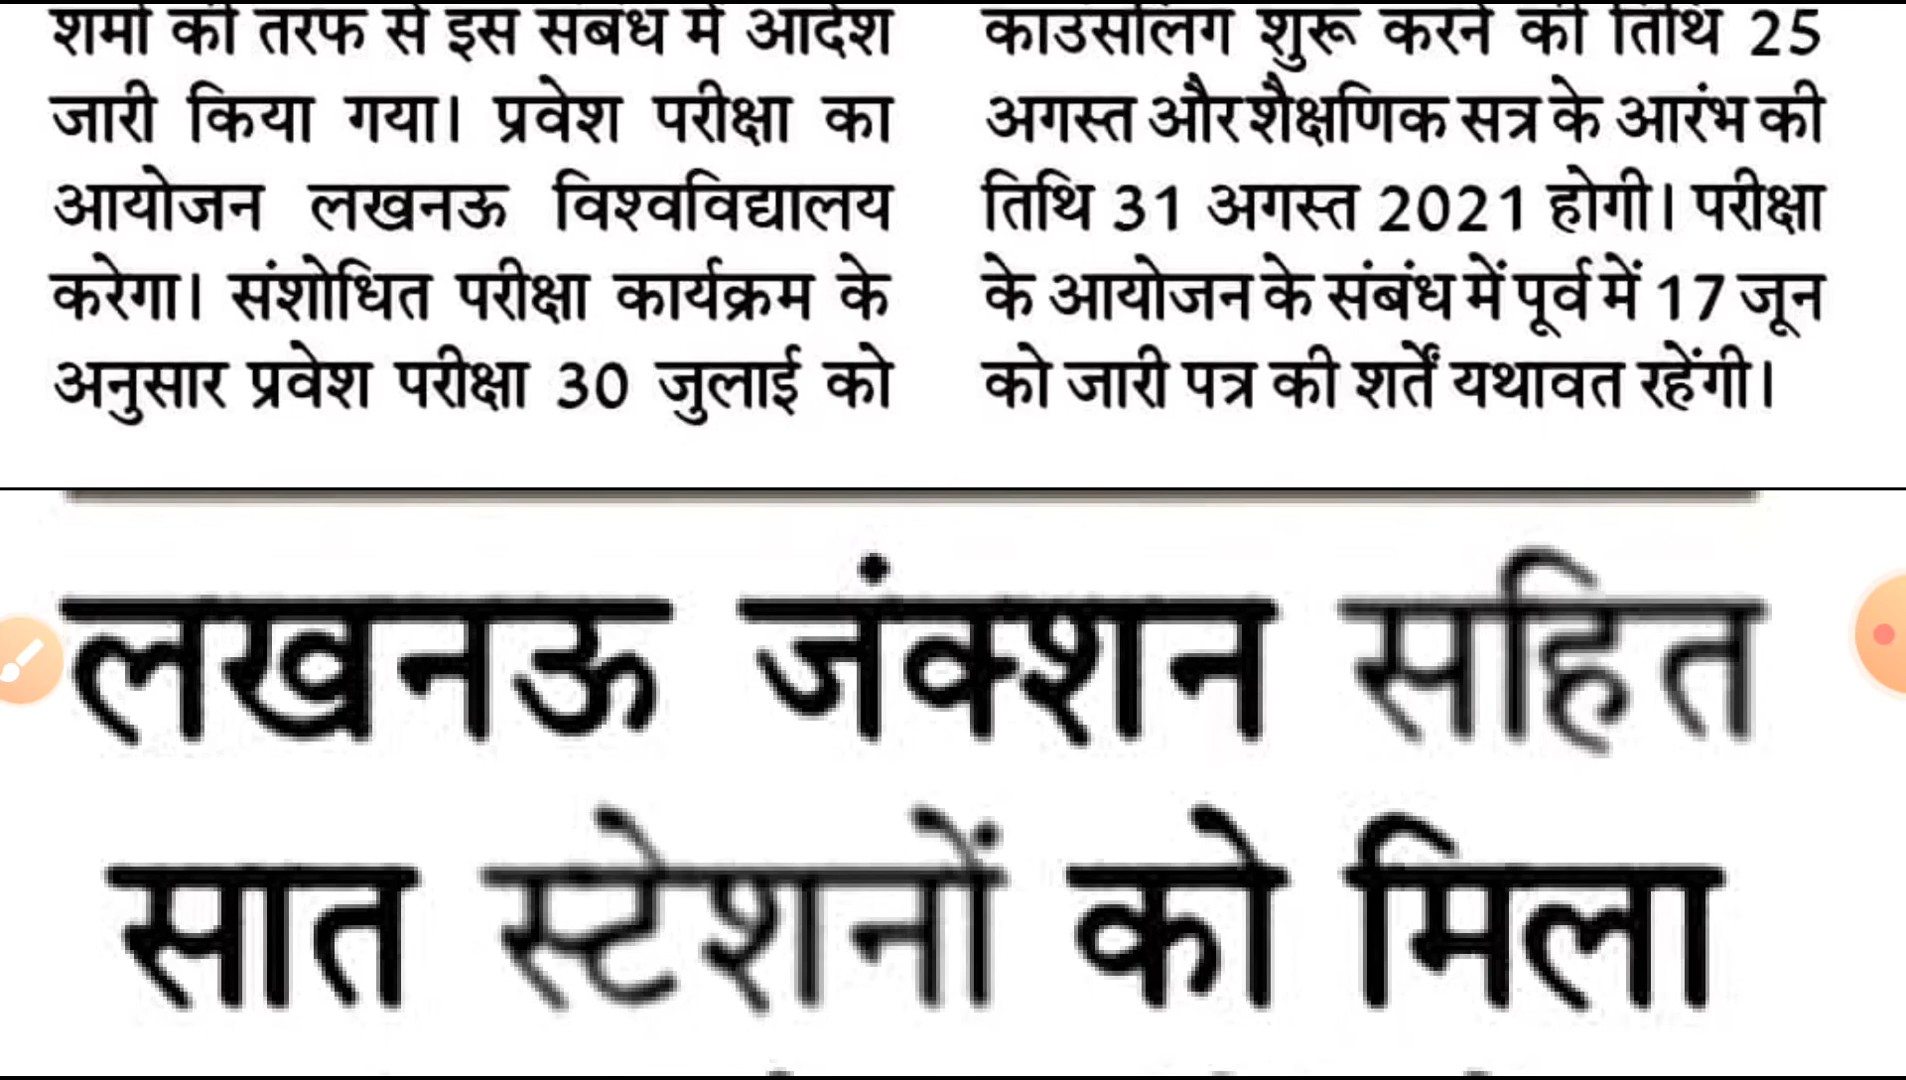 शर्मा की तरफ से इस संबंध में आदेश
जारी किया गया। प्रवेश परीक्षा का
आयोजन लखनऊ विश्वविद्यालय
करेगा। संशोधित परीक्षा कार्यक्रम के
अनुसार प्रवेश परीक्षा 30 जुलाई को
काउंसलिंग शुरू करने की तिथि 25
अगस्त और शैक्षणिक सत्र के आरंभ की
तिथि 31 अगस्त 2021 होगी। परीक्षा
के आयोजन के संबंध में पूर्व में 17 जून
को जारी पत्र की शर्तें यथावत रहेंगी।
लखनऊ जंक्शन सहित
सात स्टेशनों को मिला